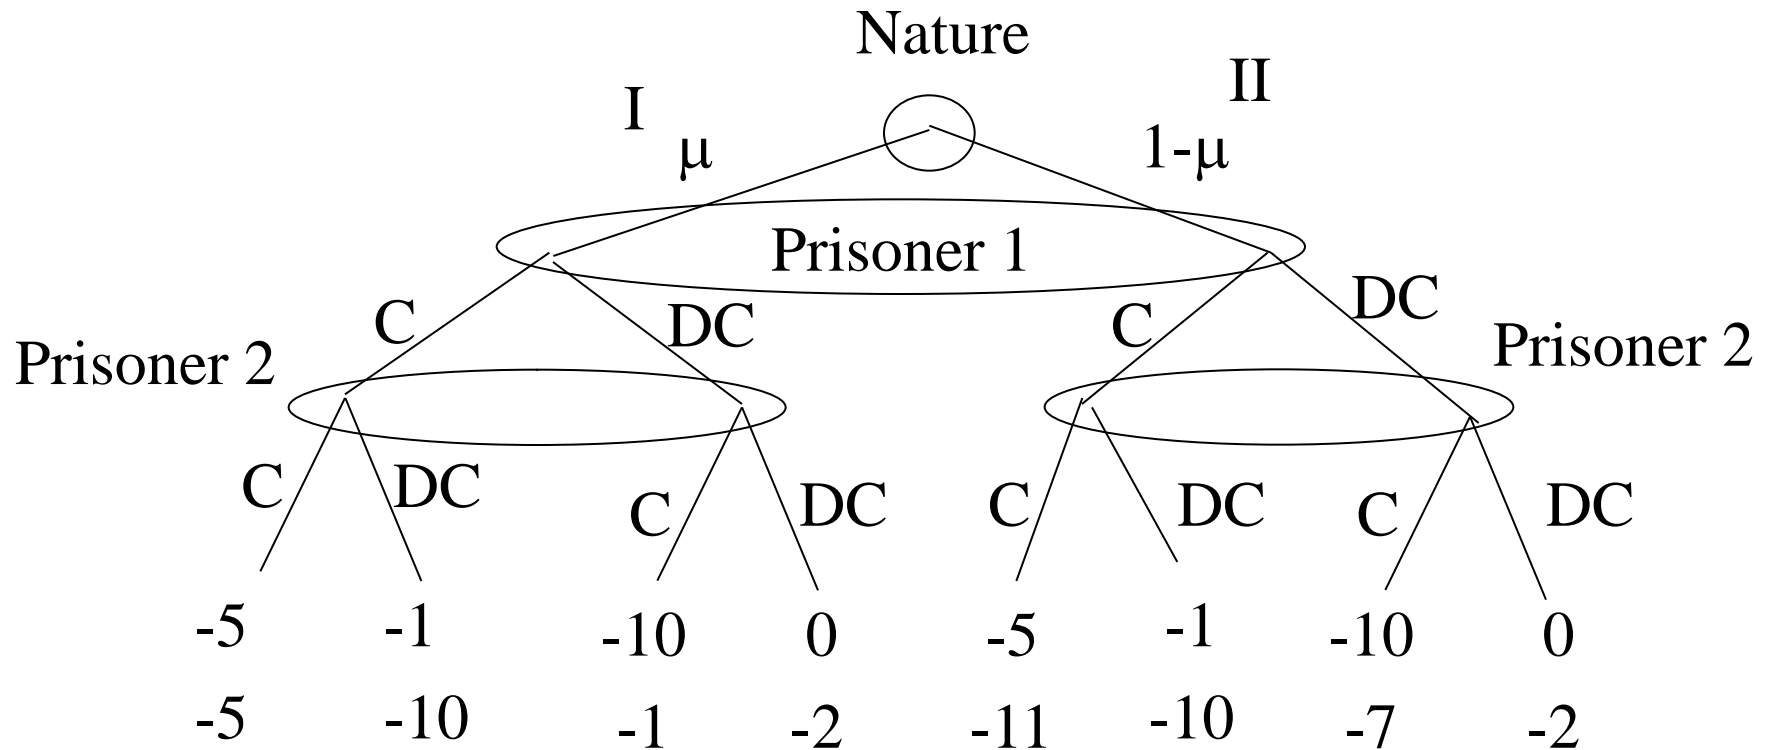 Nature
I II
μ 1-μ
Prisoner 1
C DC C DC
Prisoner 2 Prisoner 2
C DC C DC C DC C DC
-5 -1 -10 0 -5 -1 -10 0
-5 -10 -1 -2 -11 -10 -7 -2